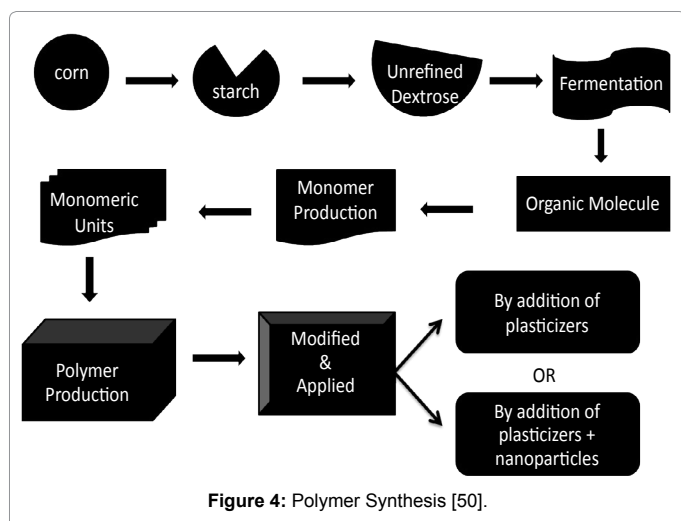 corn
starch
Unrefined
Dextrose
Fermentation
Organic Molecule
Monomer
Production
Monomeric
Units
Polymer
Production
Modified
&
Applied
By addition of
plasticizers
OR
By addition of
plasticizers +
nanoparticles
Figure 4: Polymer Synthesis [50].